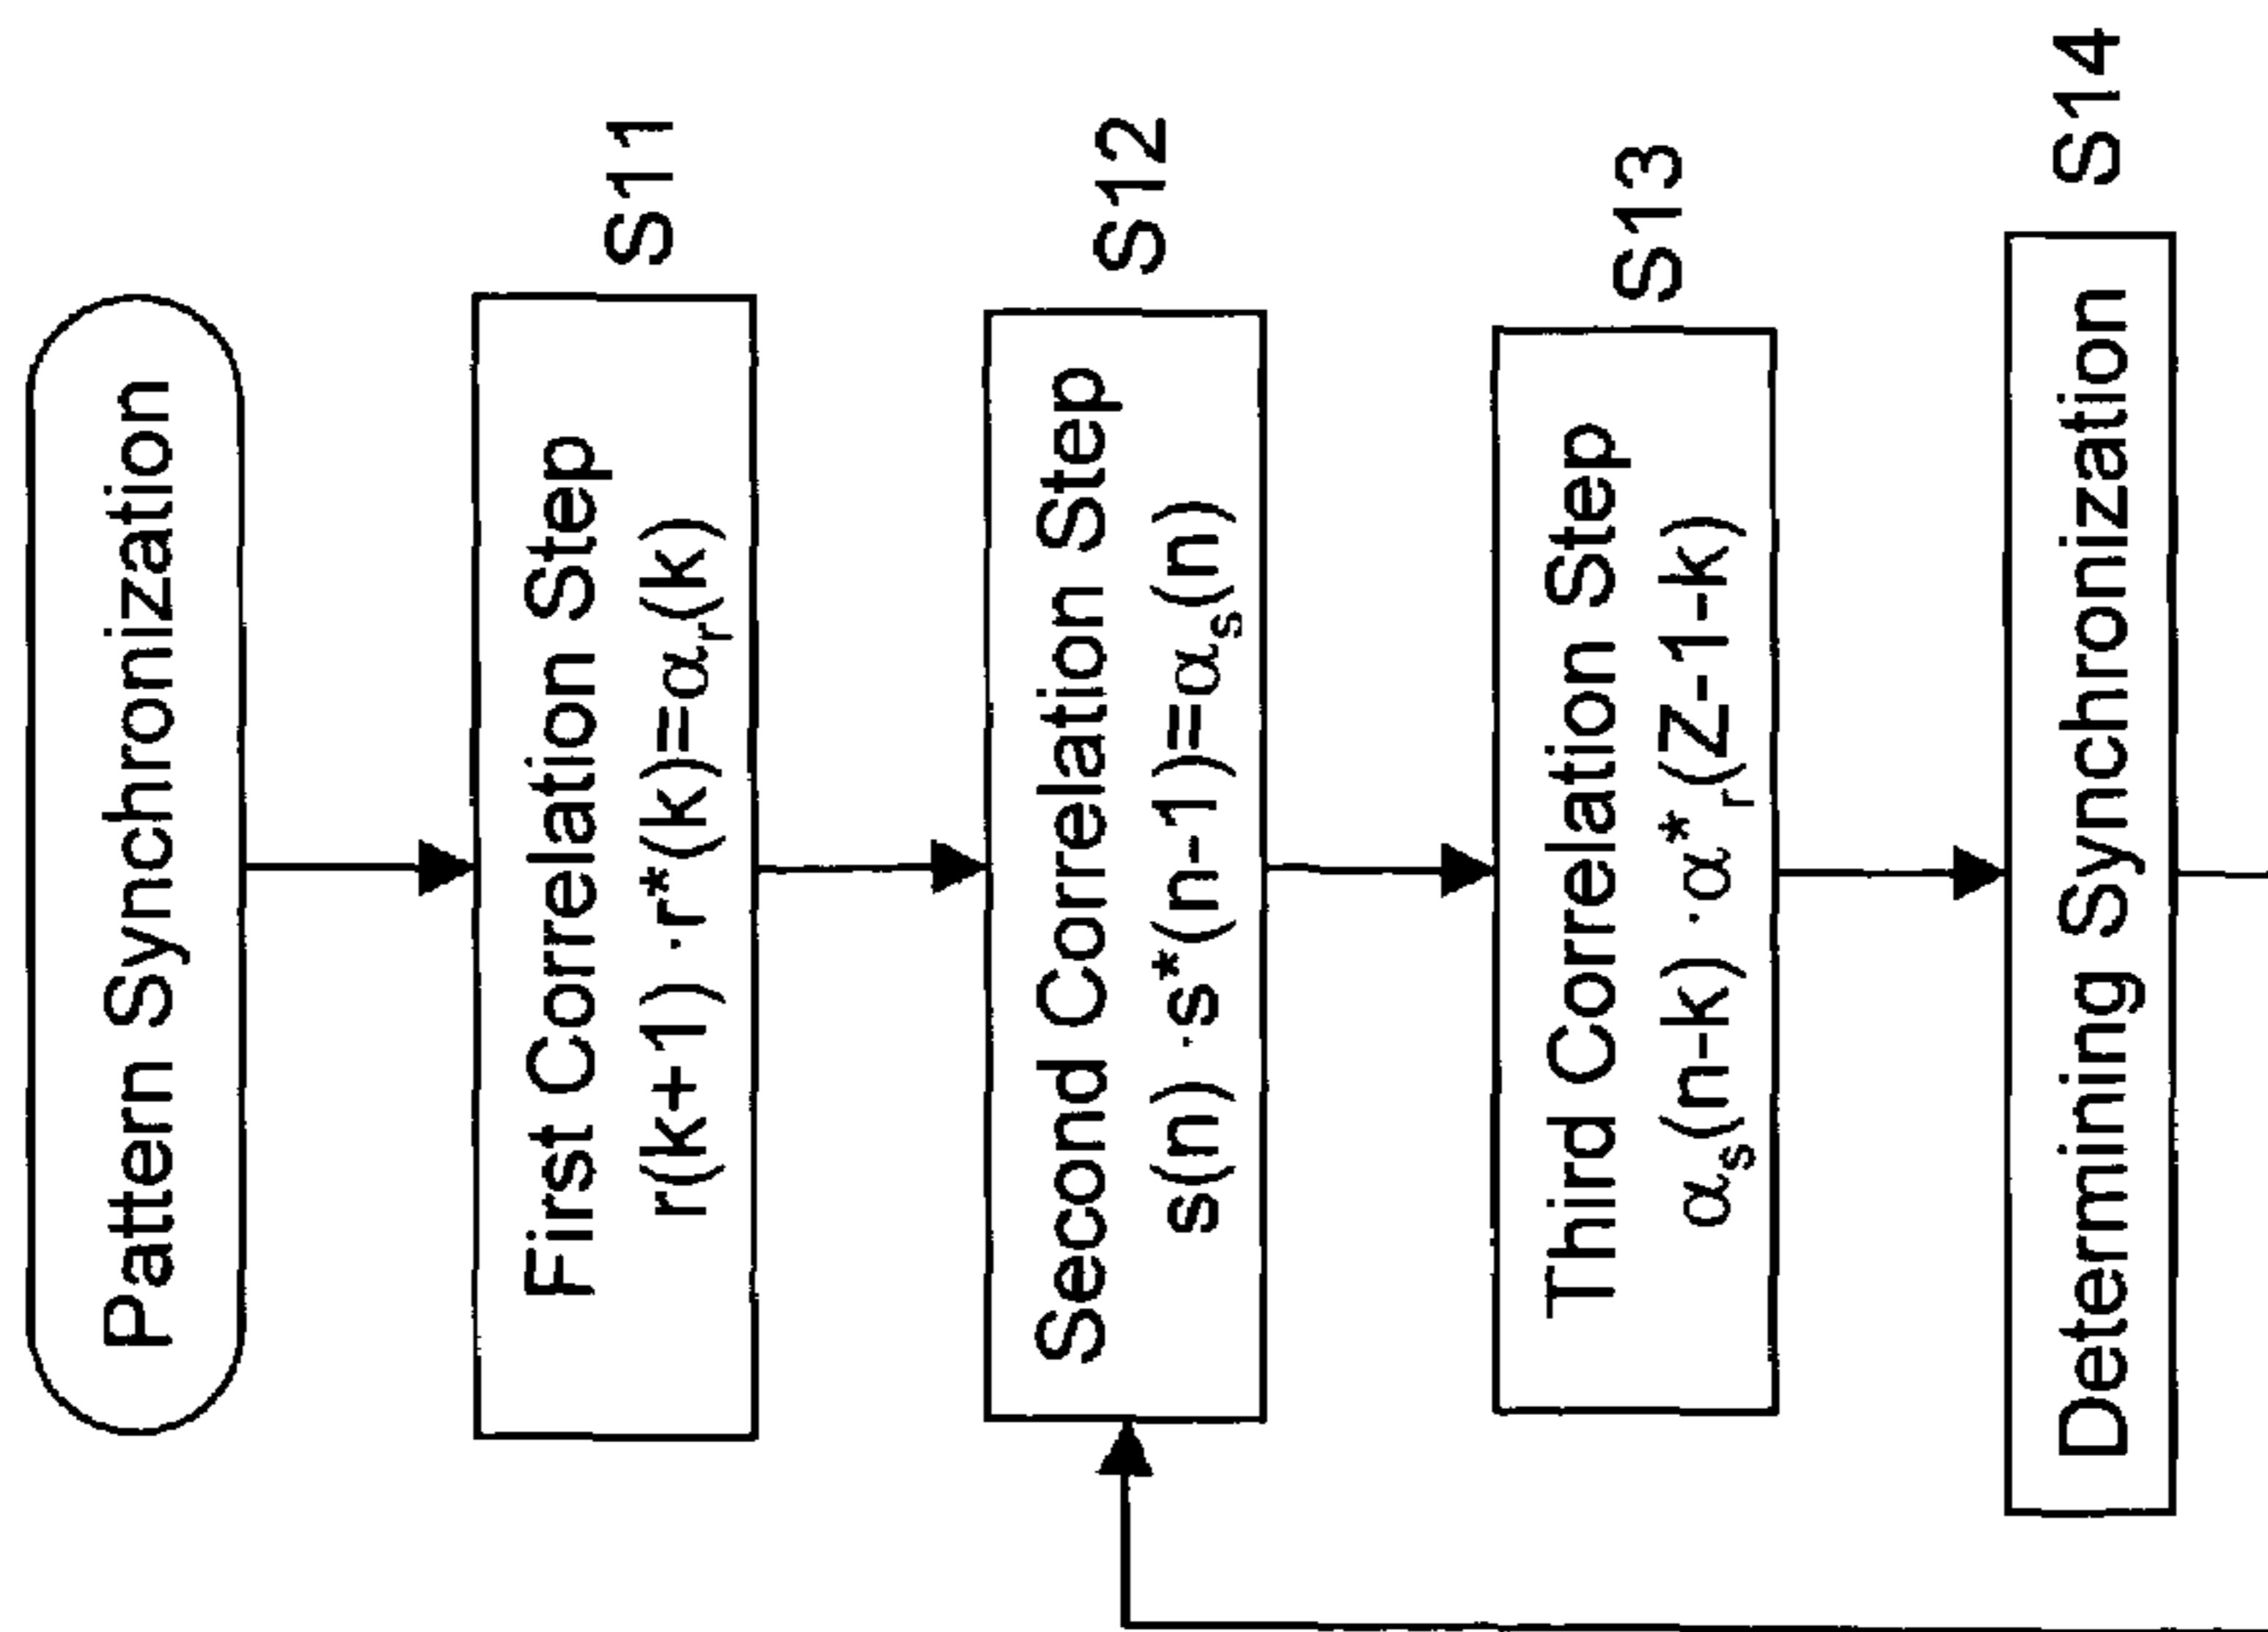 Pattern Synchronization
S11
First Correlation Step
r(k+1) ·r*(k)=αr(k)
S12
Second Correlation Step
s(n) ·s*(n-1)=αs(n)
S13
Third Correlation Step
αs(n-k) ·α*r(Z-1-k)
S14
Determining Synchronization